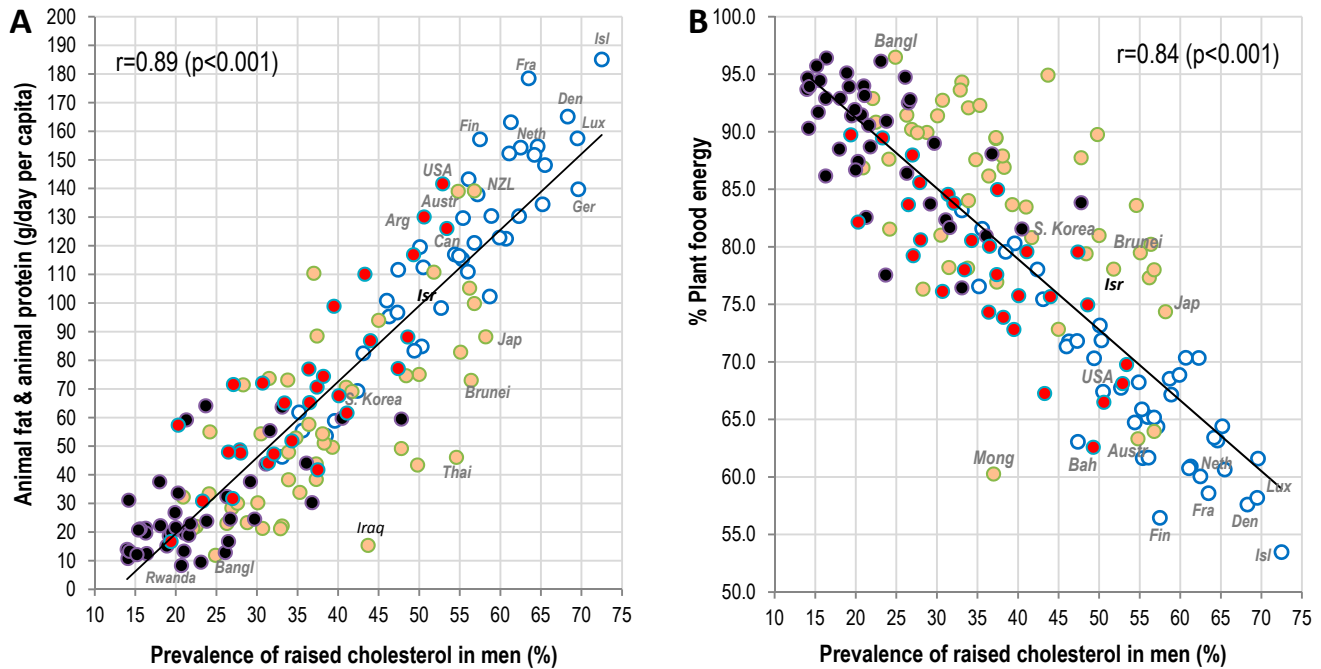 A
r=0.89 (p<0.001)
Animal fat & animal protein (g/day per capita)
200
190
180
170
160
150
140
130
120
110
100
90
80
70
60
50
40
30
20
10
0
Isl
Fra
Den
Lux
Fin
Neth
USA
NZL
Austr
Ger
Arg
Can
Isr
Jap
Brunei
S. Korea
Thai
Iraq
Rwanda
Bangl
10 15 20 25 30 35 40 45 50 55 60 65 70 75
Prevalence of raised cholesterol in men (%)
B
r=0.84 (p<0.001)
% Plant food energy
100.0
95.0
90.0
85.0
80.0
75.0
70.0
65.0
60.0
55.0
50.0
Bangl
S. Korea
Brunei
Isr
Jap
USA
Mong
Bah
Austr
Neth
Lux
Fra
Den
Fin
Isl
10 15 20 25 30 35 40 45 50 55 60 65 70 75
Prevalence of raised cholesterol in men (%)